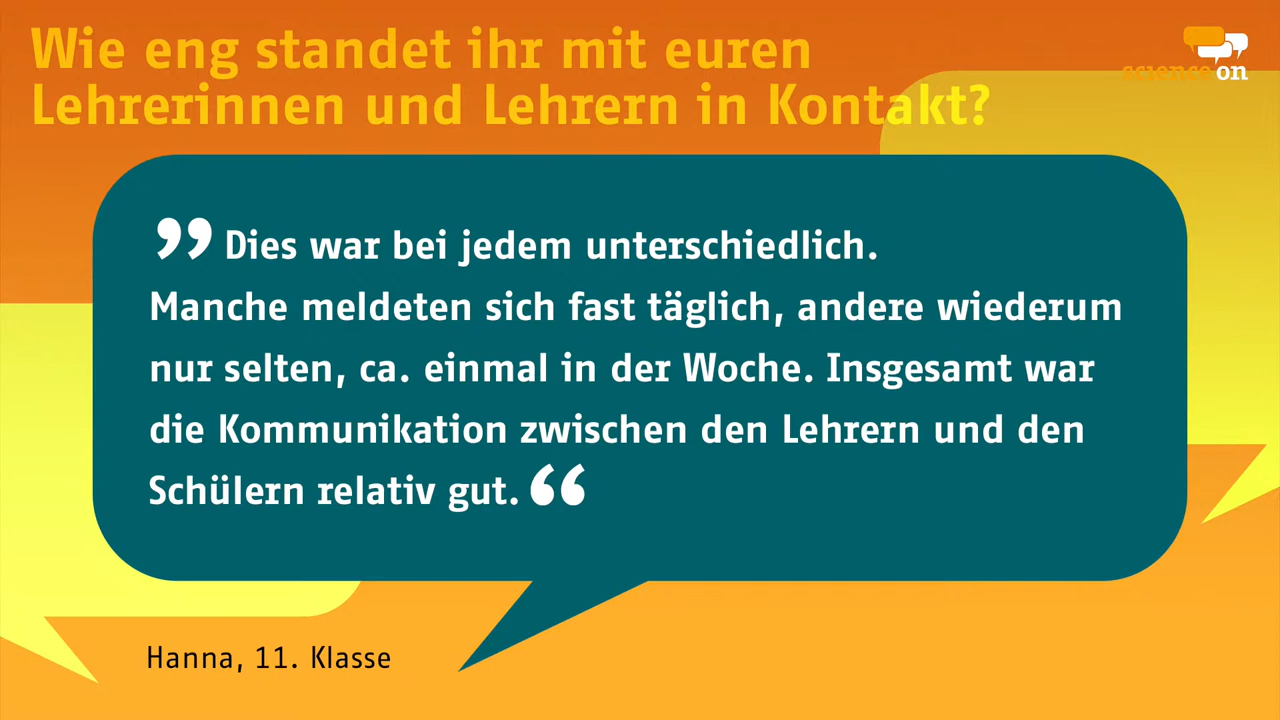 Wie eng standet ihr mit euren
Lehrerinnen und Lehrern in Kontakt?
science on
”Dies war bei jedem unterschiedlich.
Manche meldeten sich fast täglich, andere wiederum
nur selten, ca. einmal in der Woche. Insgesamt war
die Kommunikation zwischen den Lehrern und den
Schülern relativ gut.“
Hanna, 11. Klasse